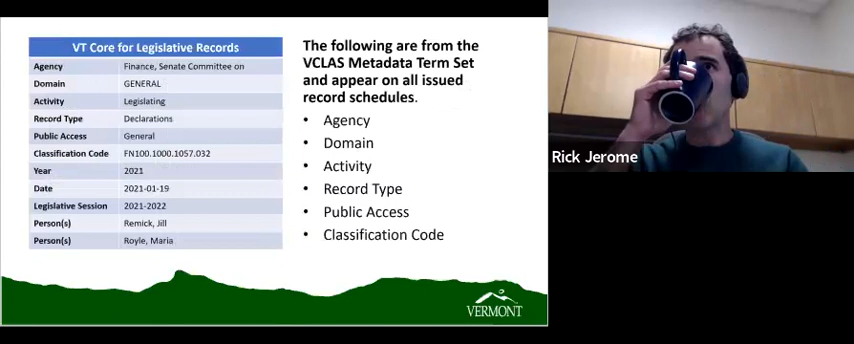 VT Core for Legislative Records
Agency Finance, Senate Committee on
Domain GENERAL
Activity Legislating
Record Type Declarations
Public Access General
Classification Code FN100.1000.1057.032
Year 2021
Date 2021-01-19
Legislative Session 2021-2022
Person(s) Remick, Jill
Person(s) Royle, Maria
The following are from the
VCLAS Metadata Term Set
and appear on all issued
record schedules.
• Agency
• Domain
• Activity
• Record Type
• Public Access
• Classification Code
VERMONT
Rick Jerome